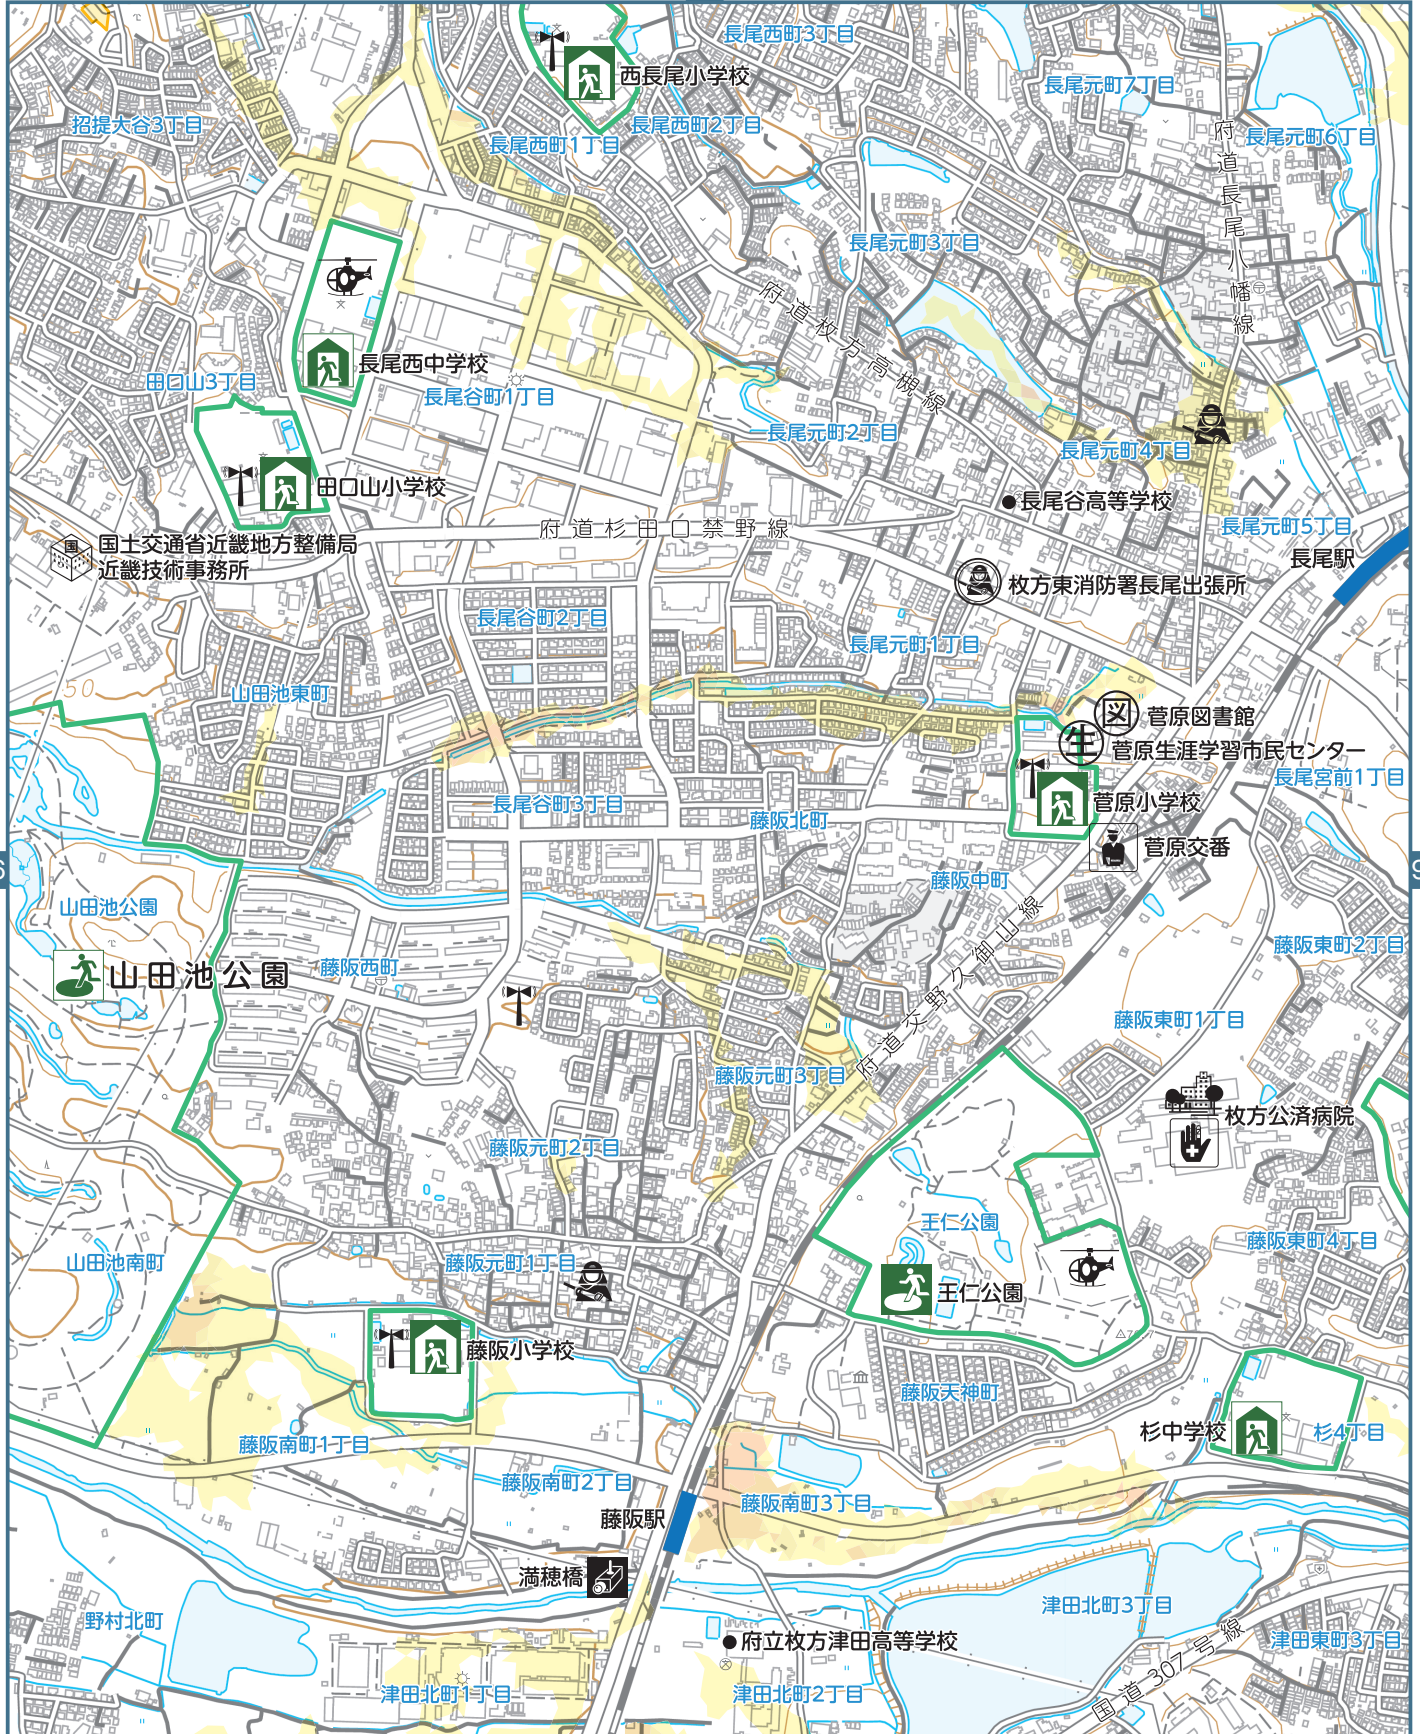 長尾西町3丁目
西長尾小学校
長尾元町7丁目
招提大谷3丁目
長尾西町2丁目
長尾西町1丁目
長尾元町6丁目
府道長尾八幡線
長尾元町3丁目
府道枚方高槻線
長尾西中学校
田口山3丁目
長尾谷町1丁目
長尾元町2丁目
長尾元町4丁目
田口山小学校
長尾谷高等学校
府道杉田口禁野線
長尾元町5丁目
国
国土交通省近畿地方整備局
近畿技術事務所
長尾駅
枚方東消防署長尾出張所
長尾谷町2丁目
長尾元町1丁目
50
山田池東町
図
菅原図書館
生
菅原生涯学習市民センター
長尾宮前1丁目
長尾谷町3丁目
菅原小学校
藤阪北町
菅原交番
6
9
藤阪中町
山田池公園
府道交野久御山線
藤阪東町2丁目
藤阪西町
山田池公園
藤阪東町1丁目
藤阪元町3丁目
枚方公済病院
藤阪元町2丁目
王仁公園
藤阪東町4丁目
山田池南町
藤阪元町1丁目
王仁公園
藤阪小学校
藤阪天神町
杉中学校
杉4丁目
藤阪南町1丁目
藤阪南町2丁目
藤阪南町3丁目
藤阪駅
満穂橋
津田北町3丁目
野村北町
国道307号線
府立枚方津田高等学校
津田東町3丁目
津田北町1丁目
津田北町2丁目